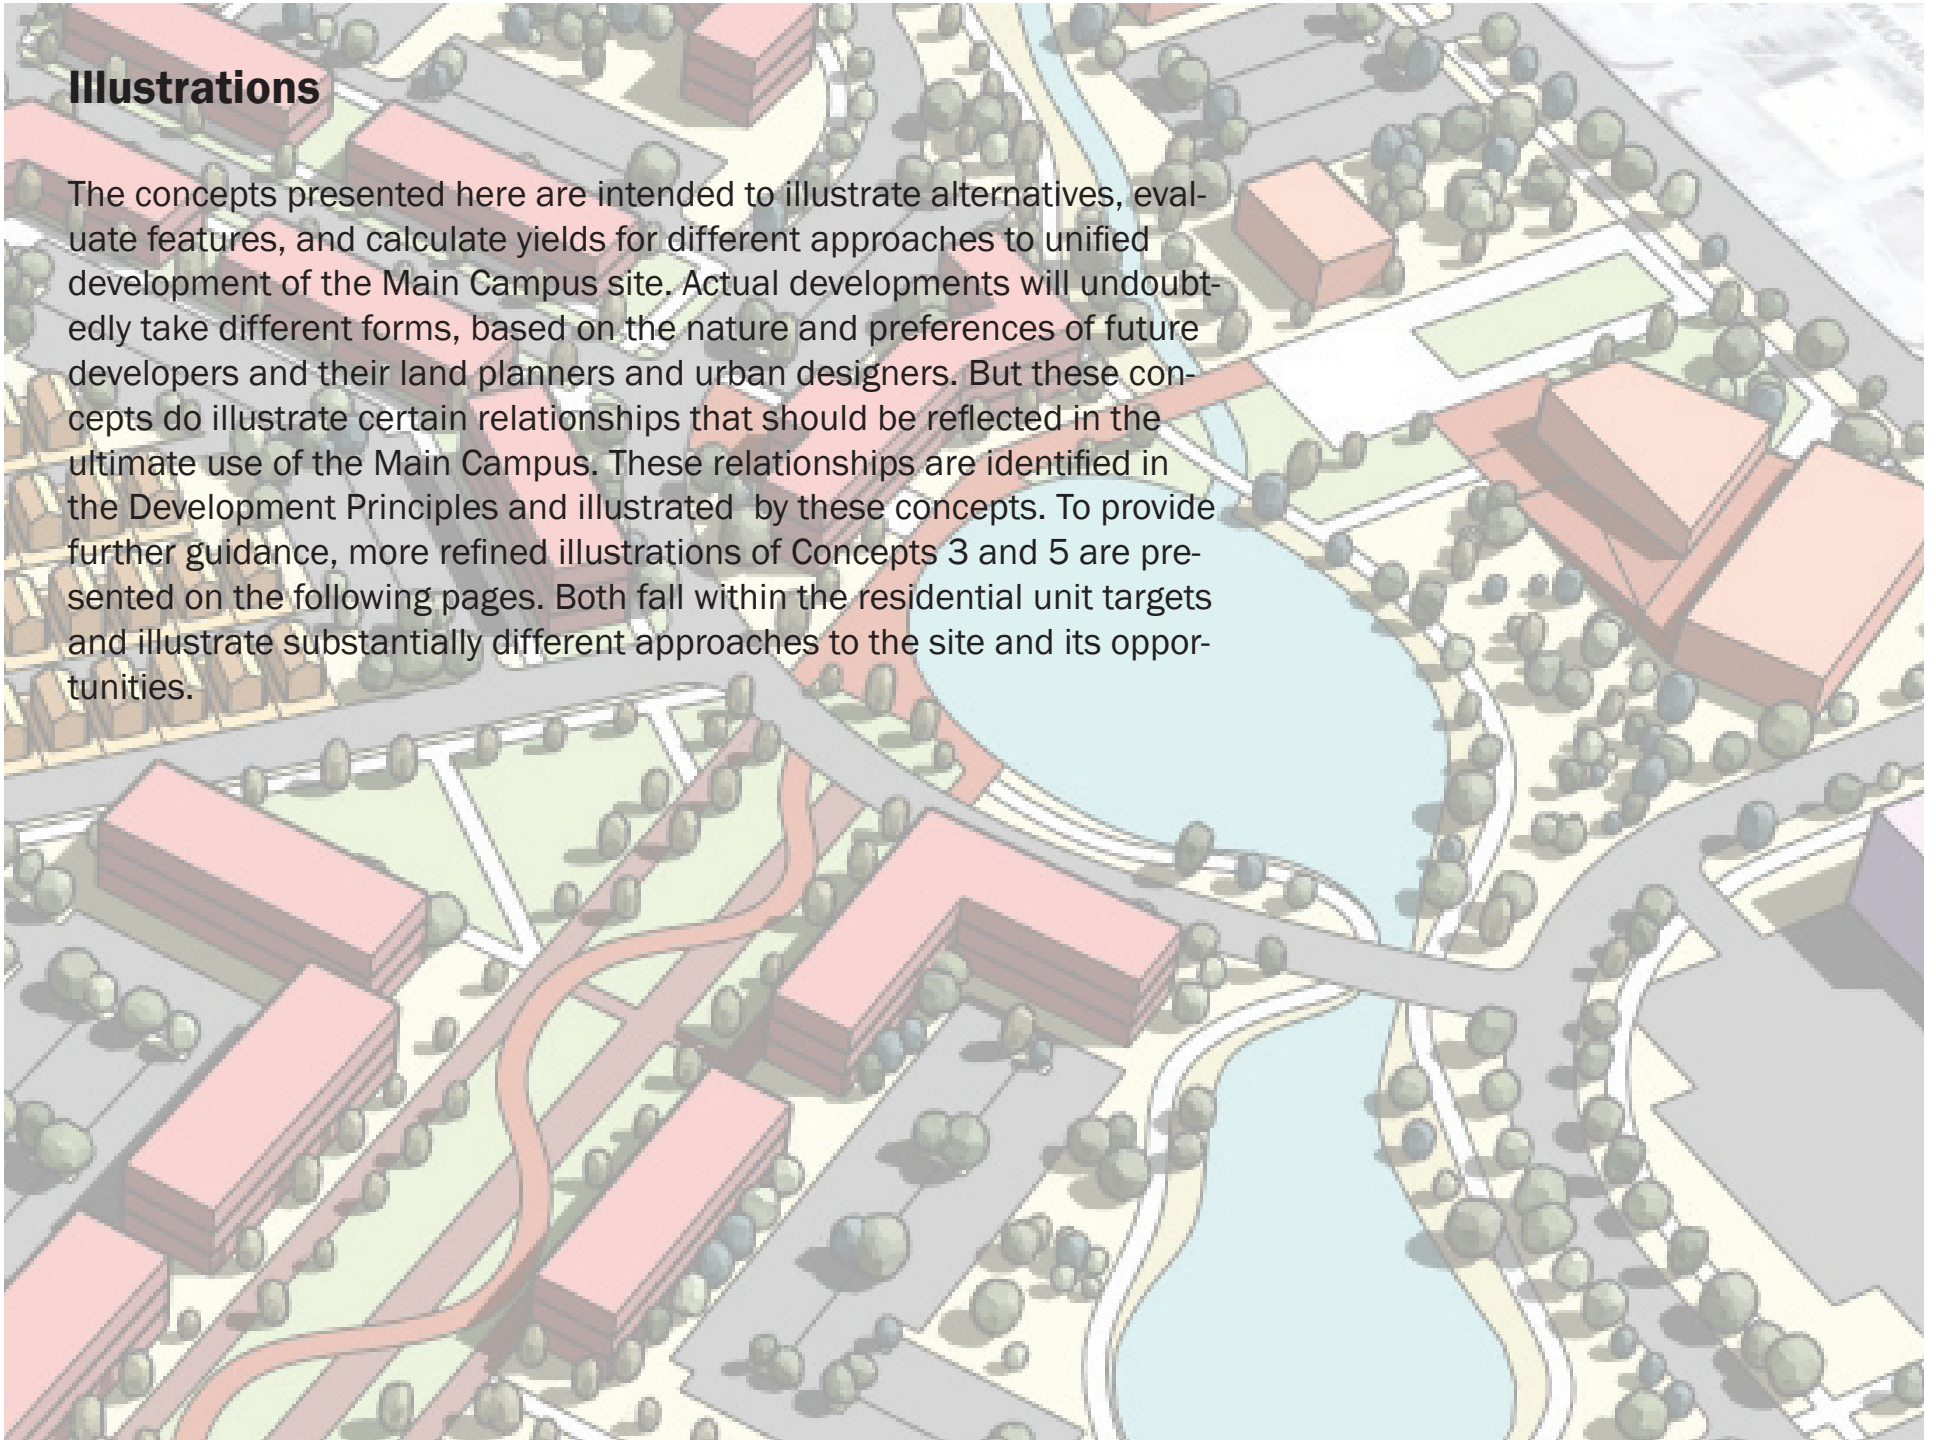 Illustrations
The concepts presented here are intended to illustrate alternatives, eval-
uate features, and calculate yields for different approaches to unified
development of the Main Campus site. Actual developments will undoubt-
edly take different forms, based on the nature and preferences of future
developers and their land planners and urban designers. But these con-
cepts do illustrate certain relationships that should be reflected in the
ultimate use of the Main Campus. These relationships are identified in
the Development Principles and illustrated  by these concepts. To provide
further guidance, more refined illustrations of Concepts 3 and 5 are pre-
sented on the following pages. Both fall within the residential unit targets
and illustrate substantially different approaches to the site and its oppor-
tunities.